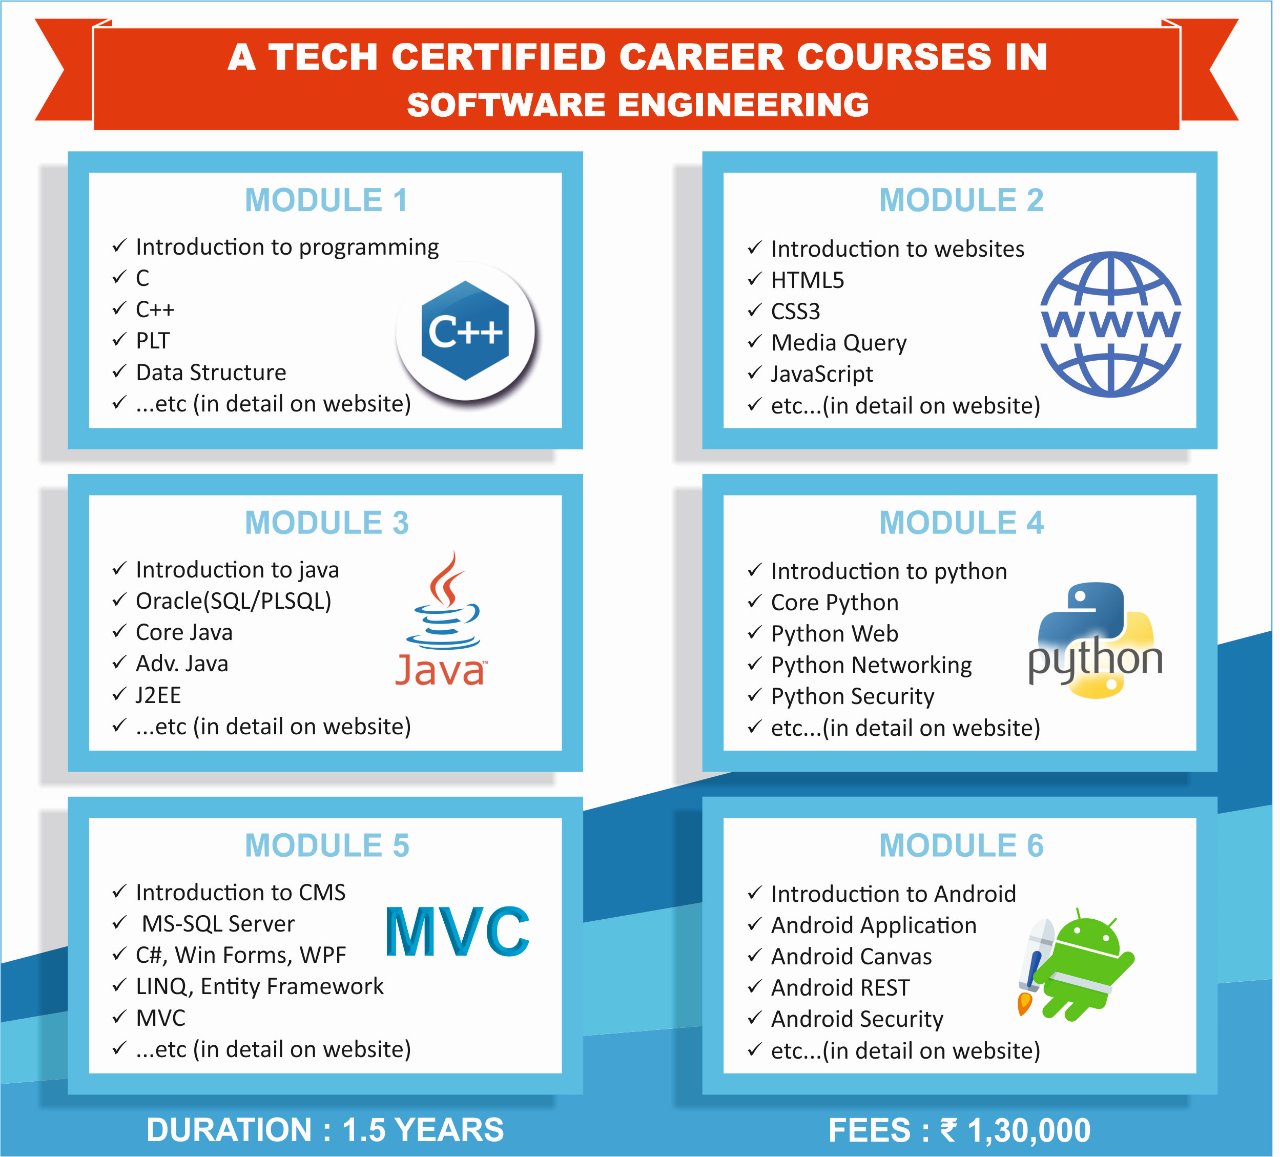 A TECH CERTIFIED CAREER COURSES IN
SOFTWARE ENGINEERING
MODULE 1
Introduction to programming
C
C++
PLT
Data Structure
...etc (in detail on website)
C++
MODULE 2
Introduction to websites
HTML5
CSS3
Media Query
JavaScript
etc...(in detail on website)
WWW
MODULE 3
Introduction to java
Oracle(SQL/PLSQL)
Core Java
Adv. Java
J2EE
...etc (in detail on website)
Java™
MODULE 4
Introduction to python
Core Python
Python Web
Python Networking
Python Security
etc...(in detail on website)
python
MODULE 5
Introduction to CMS
MS-SQL Server
C#, Win Forms, WPF
LINQ, Entity Framework
MVC
...etc (in detail on website)
MVC
MODULE 6
Introduction to Android
Android Application
Android Canvas
Android REST
Android Security
etc...(in detail on website)
DURATION : 1.5 YEARS
FEES : ₹ 1,30,000